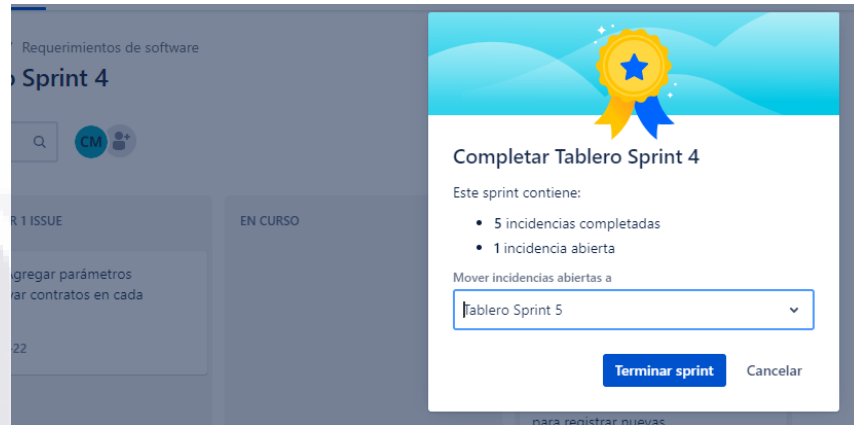 / Requerimientos de software
Sprint 4
CM
R 1 ISSUE
EN CURSO
Agregar parámetros
var contratos en cada
-22
Completar Tablero Sprint 4
Este sprint contiene:
• 5 incidencias completadas
• 1 incidencia abierta
Mover incidencias abiertas a
Tablero Sprint 5
Terminar sprint
Cancelar
para registrar nuevas